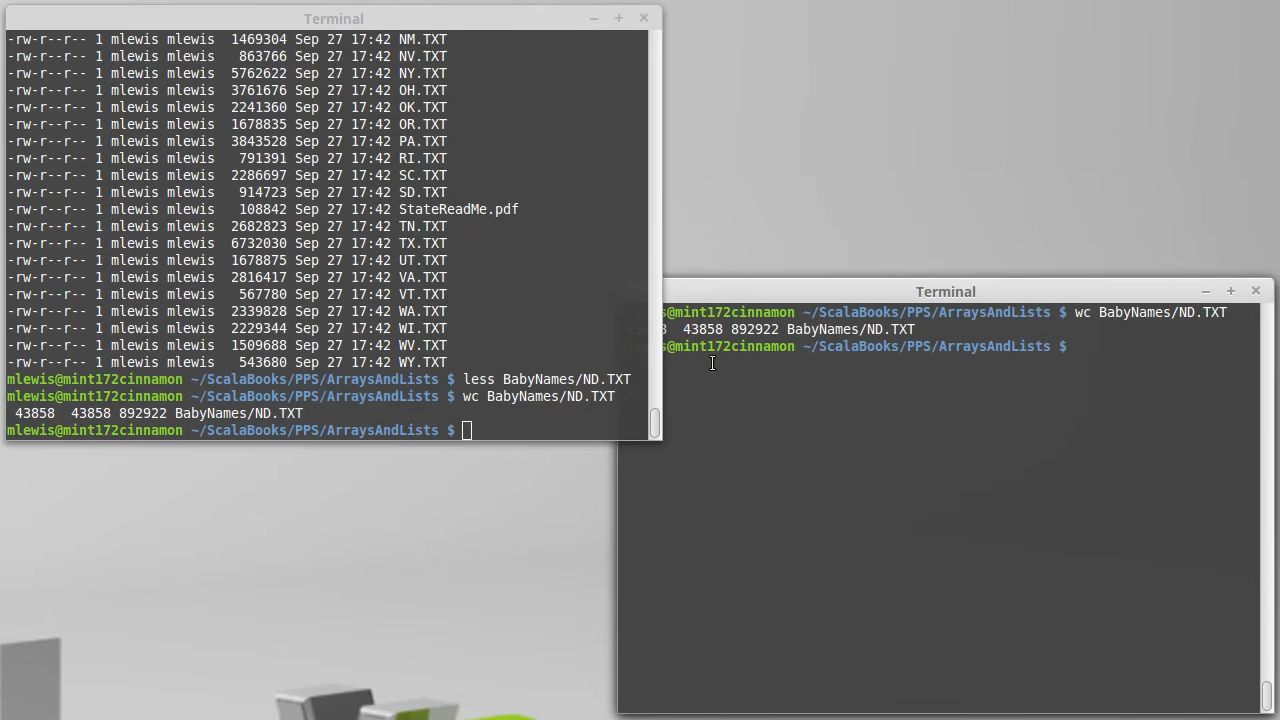 Terminal
-rw-r--r-- 1 mlewis mlewis  1469304 Sep 27 17:42 NM.TXT
-rw-r--r-- 1 mlewis mlewis   863766 Sep 27 17:42 NV.TXT
-rw-r--r-- 1 mlewis mlewis  5762622 Sep 27 17:42 NY.TXT
-rw-r--r-- 1 mlewis mlewis  3761676 Sep 27 17:42 OH.TXT
-rw-r--r-- 1 mlewis mlewis  2241360 Sep 27 17:42 OK.TXT
-rw-r--r-- 1 mlewis mlewis  1678835 Sep 27 17:42 OR.TXT
-rw-r--r-- 1 mlewis mlewis  3843528 Sep 27 17:42 PA.TXT
-rw-r--r-- 1 mlewis mlewis   791391 Sep 27 17:42 RI.TXT
-rw-r--r-- 1 mlewis mlewis  2286697 Sep 27 17:42 SC.TXT
-rw-r--r-- 1 mlewis mlewis   914723 Sep 27 17:42 SD.TXT
-rw-r--r-- 1 mlewis mlewis   108842 Sep 27 17:42 StateReadMe.pdf
-rw-r--r-- 1 mlewis mlewis  2682823 Sep 27 17:42 TN.TXT
-rw-r--r-- 1 mlewis mlewis  6732030 Sep 27 17:42 TX.TXT
-rw-r--r-- 1 mlewis mlewis  1678875 Sep 27 17:42 UT.TXT
-rw-r--r-- 1 mlewis mlewis  2816417 Sep 27 17:42 VA.TXT
-rw-r--r-- 1 mlewis mlewis   567780 Sep 27 17:42 VT.TXT
-rw-r--r-- 1 mlewis mlewis  2339828 Sep 27 17:42 WA.TXT
-rw-r--r-- 1 mlewis mlewis  2229344 Sep 27 17:42 WI.TXT
-rw-r--r-- 1 mlewis mlewis  1509688 Sep 27 17:42 WV.TXT
-rw-r--r-- 1 mlewis mlewis   543680 Sep 27 17:42 WY.TXT
mlewis@mint172cinnamon ~/ScalaBooks/PPS/ArraysAndLists $ less BabyNames/ND.TXT
mlewis@mint172cinnamon ~/ScalaBooks/PPS/ArraysAndLists $ wc BabyNames/ND.TXT
 43858  43858 892922 BabyNames/ND.TXT
mlewis@mint172cinnamon ~/ScalaBooks/PPS/ArraysAndLists $
Terminal
s@mint172cinnamon ~/ScalaBooks/PPS/ArraysAndLists $ wc BabyNames/ND.TXT
8  43858 892922 BabyNames/ND.TXT
s@mint172cinnamon ~/ScalaBooks/PPS/ArraysAndLists $